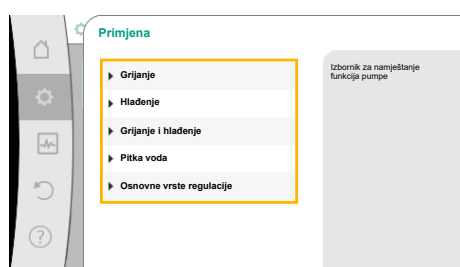 Primjena
Grijanje
Hlađenje
Grijanje i hlađenje
Pitka voda
Osnovne vrste regulacije
Izbornik za namještanje
funkcija pumpe